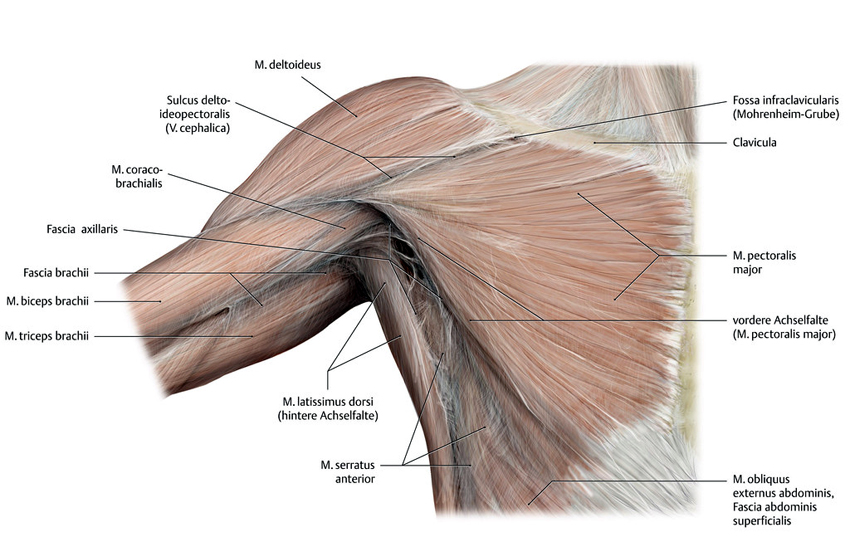 M. deltoideus
Sulcus delto-
ideopectoralis
(V. cephalica)
M. coraco-
brachialis
Fascia axillaris
Fascia brachii
M. biceps brachii
M. triceps brachii
M. latissimus dorsi
(hintere Achselfalte)
M. serratus
anterior
Fossa infraclavicularis
(Mohrenheim-Grube)
Clavicula
M. pectoralis
major
vordere Achselfalte
(M. pectoralis major)
M. obliquus
externus abdominis,
Fascia abdominis
superficialis